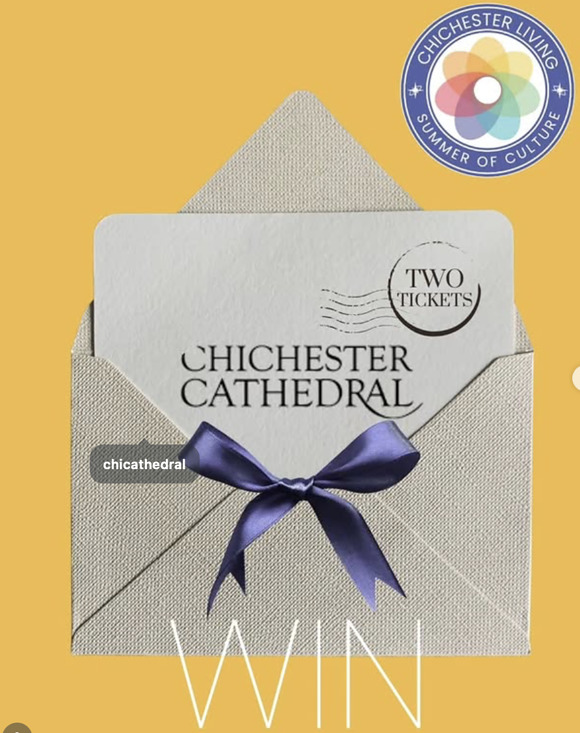 CHICHESTER LIVING
SUMMER OF CULTURE
TWO
TICKETS
CHICHESTER
CATHEDRAL
chicathedral
WIN